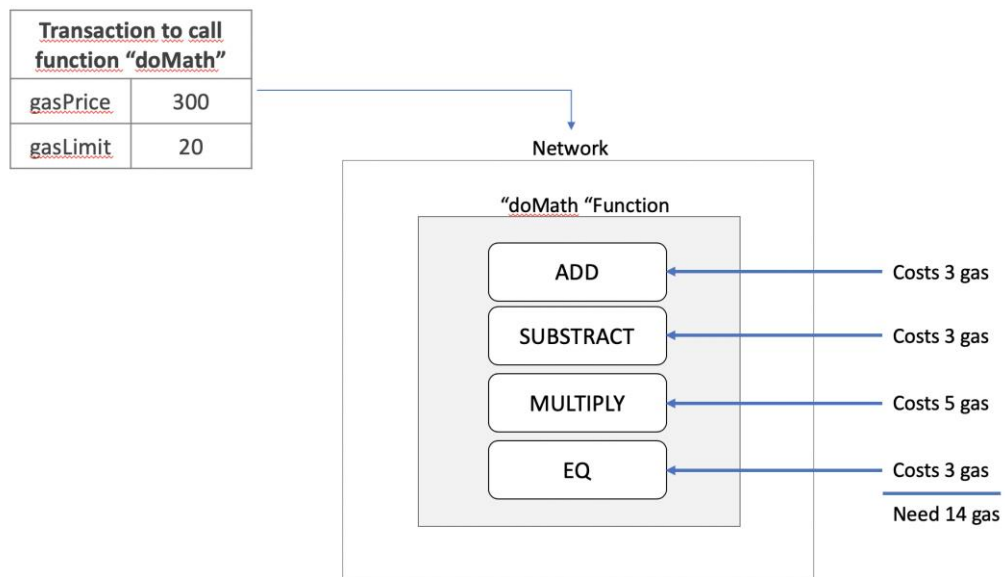 Transaction to call
function “doMath”
gasPrice 300
gasLimit 20
Network
“doMath “Function
ADD
Costs 3 gas
SUBSTRACT
Costs 3 gas
MULTIPLY
Costs 5 gas
EQ
Costs 3 gas
Need 14 gas